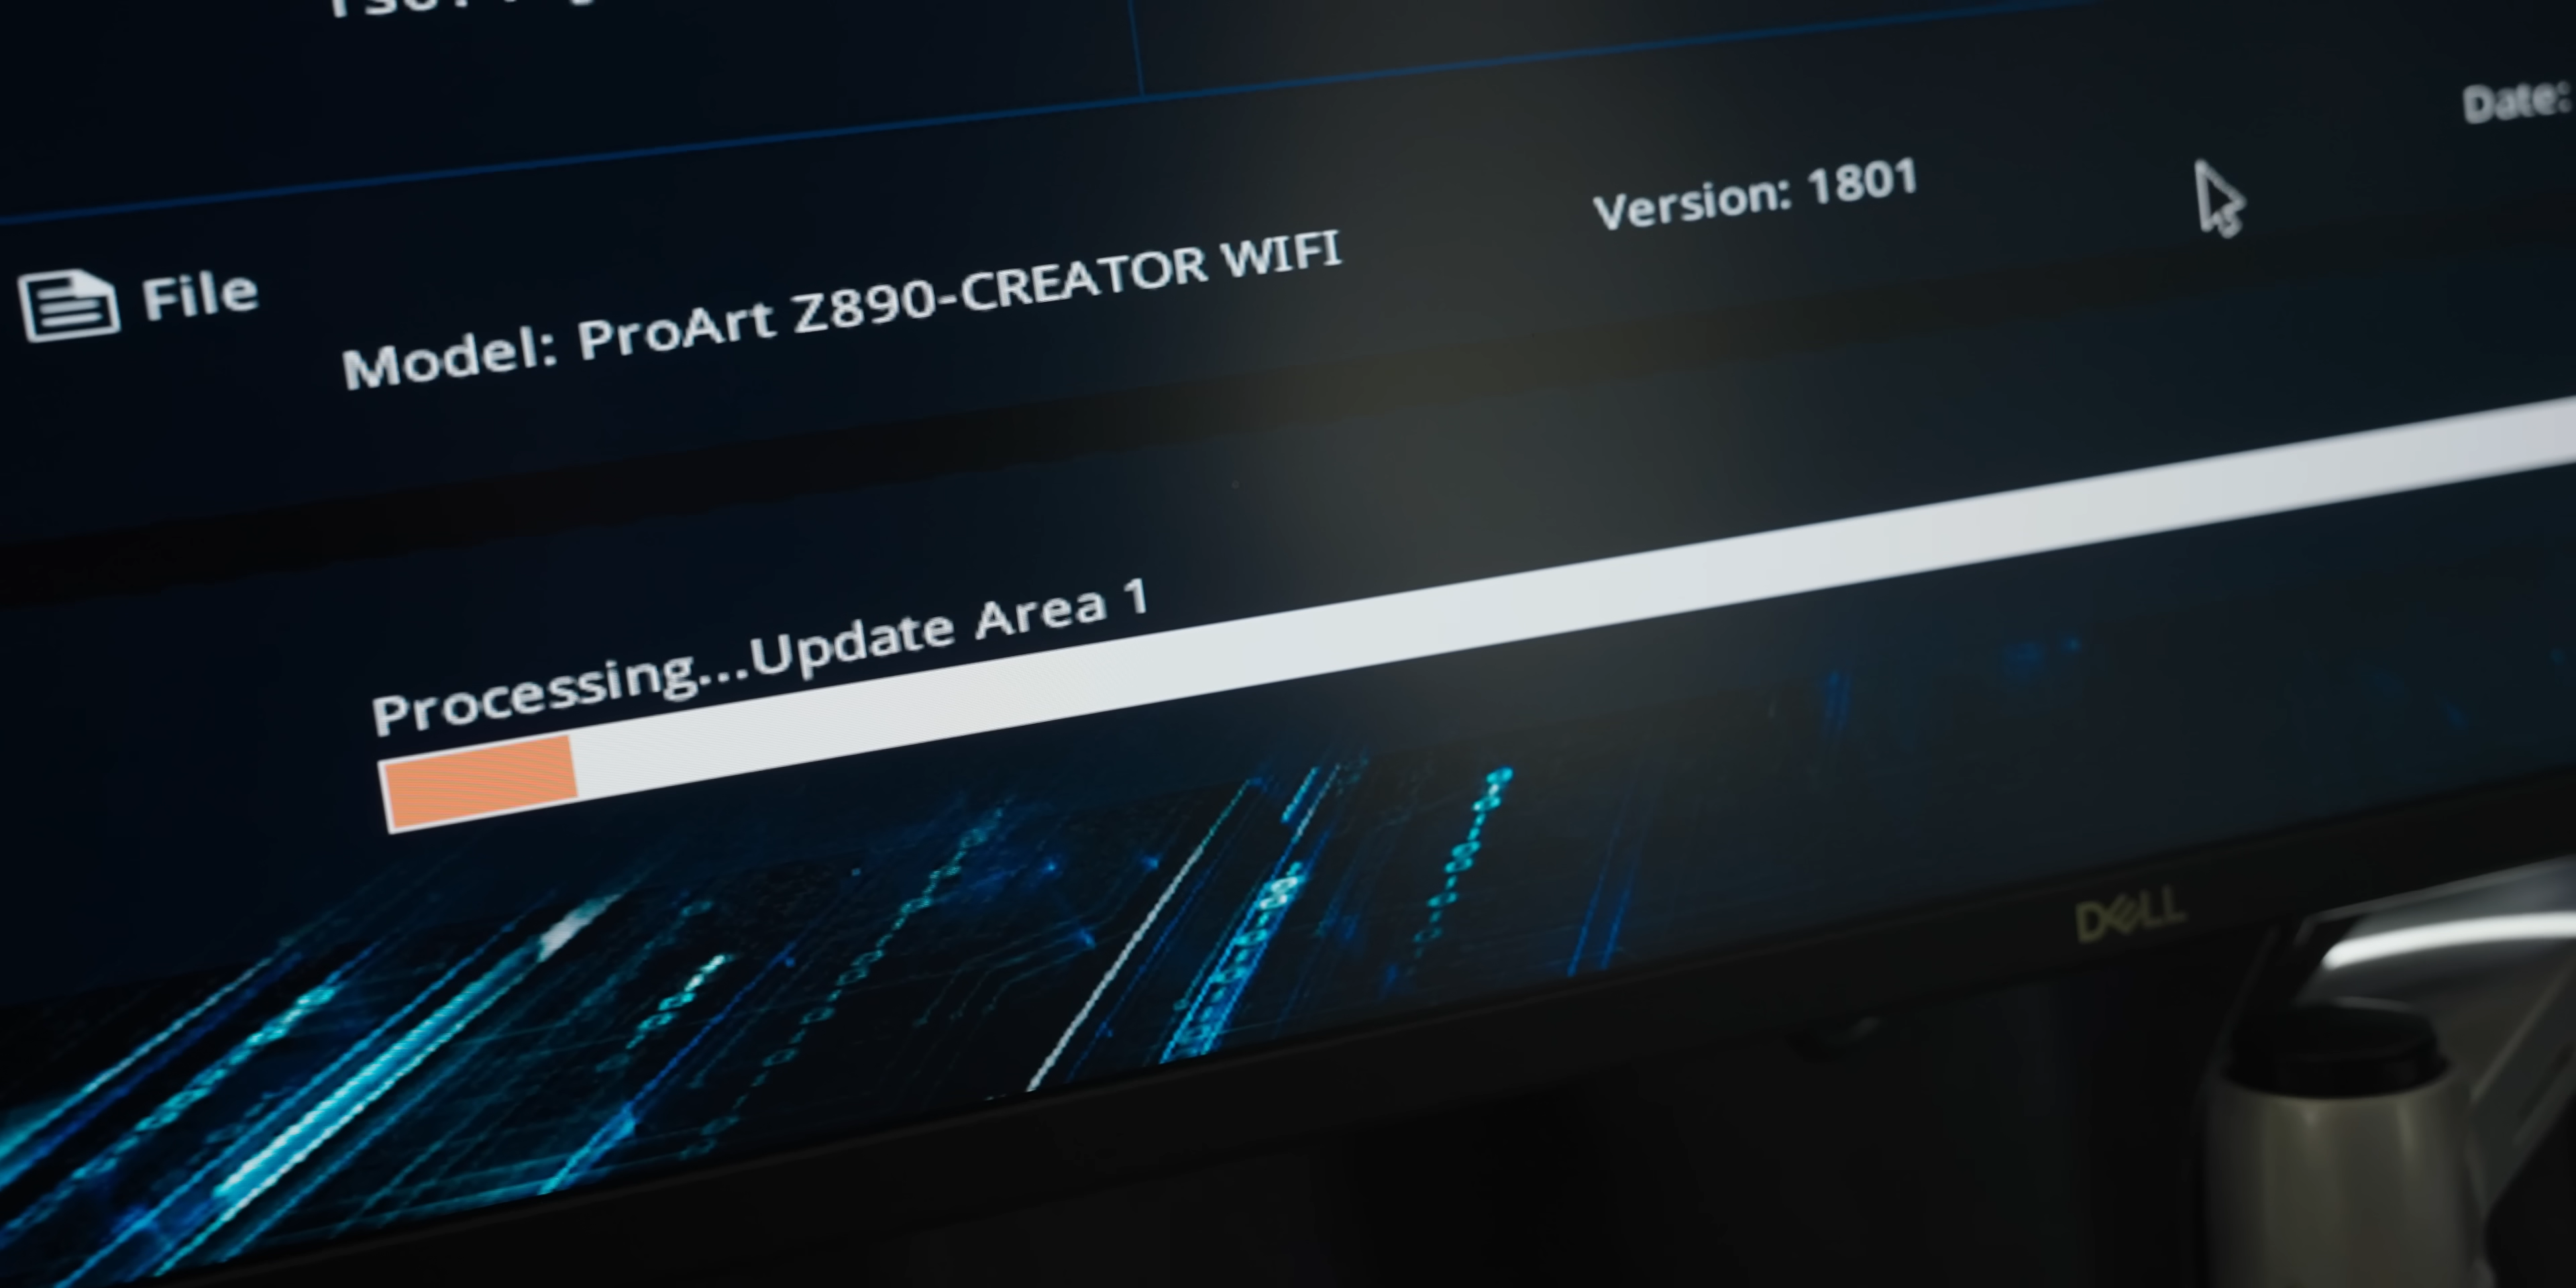 File
Model: ProArt Z890-CREATOR WIFI
Version: 1801
Date:
Processing...Update Area 1
DELL